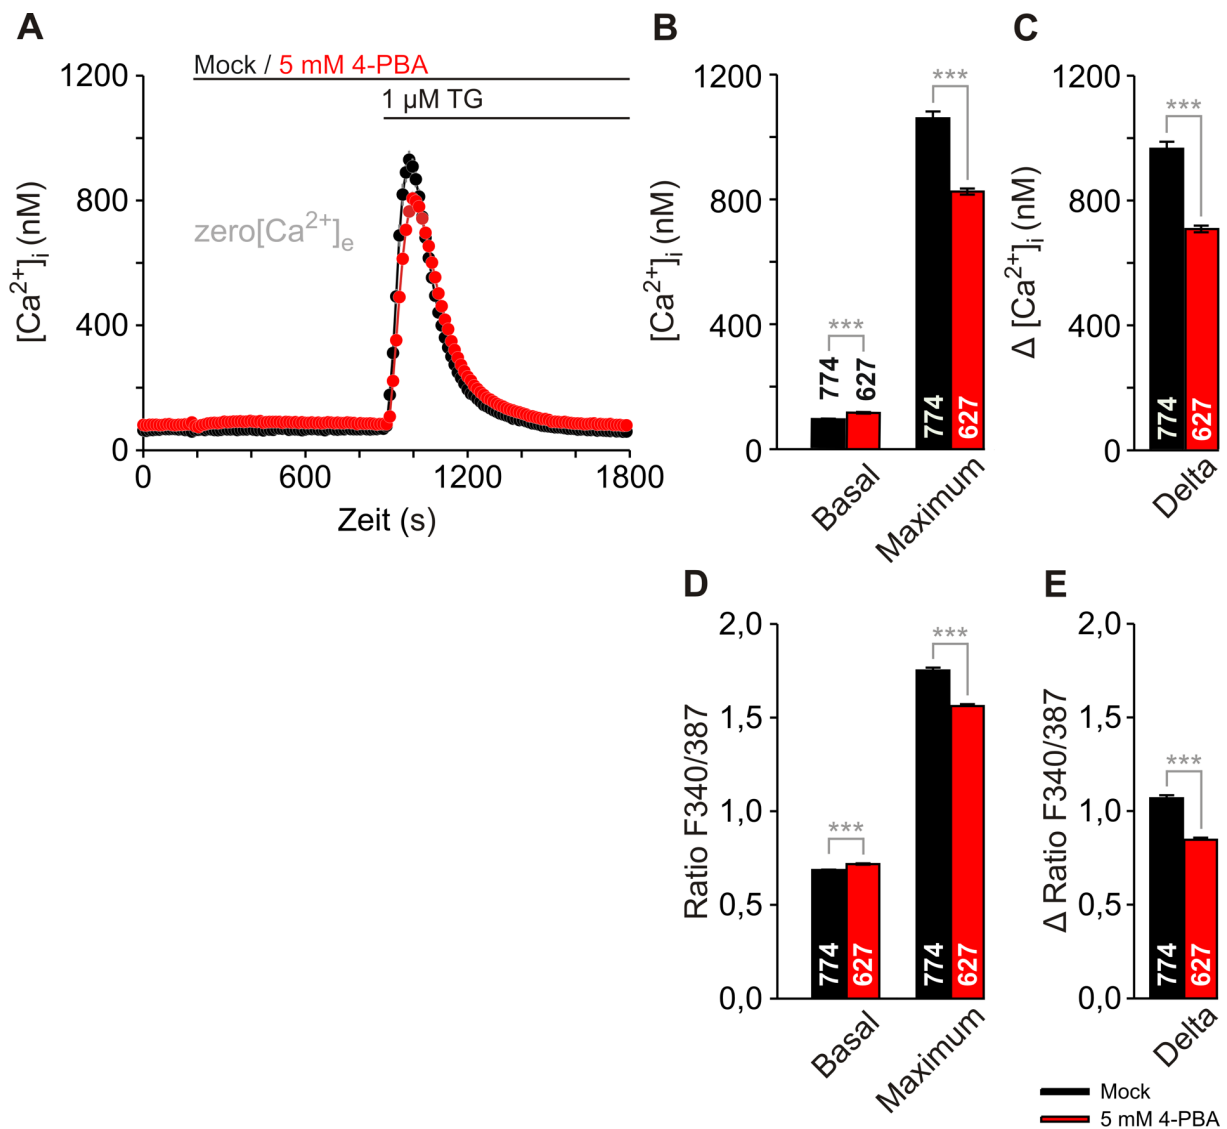 A
Mock / 5 mM 4-PBA
1 µM TG
zero[Ca²⁺]ₑ
[Ca²⁺]ᵢ (nM)
1200
800
400
0
0 600 1200 1800
Zeit (s)
B
[Ca²⁺]ᵢ (nM)
1200
800
400
0
***
***
774 627
774 627
Basal
Maximum
C
Δ [Ca²⁺]ᵢ (nM)
1200
800
400
0
***
774 627
Delta
D
Ratio F340/387
2,0
1,5
1,0
0,5
0,0
***
***
774 627
774 627
Basal
Maximum
E
Δ Ratio F340/387
2,0
1,5
1,0
0,5
0,0
***
774 627
Delta
Mock
5 mM 4-PBA